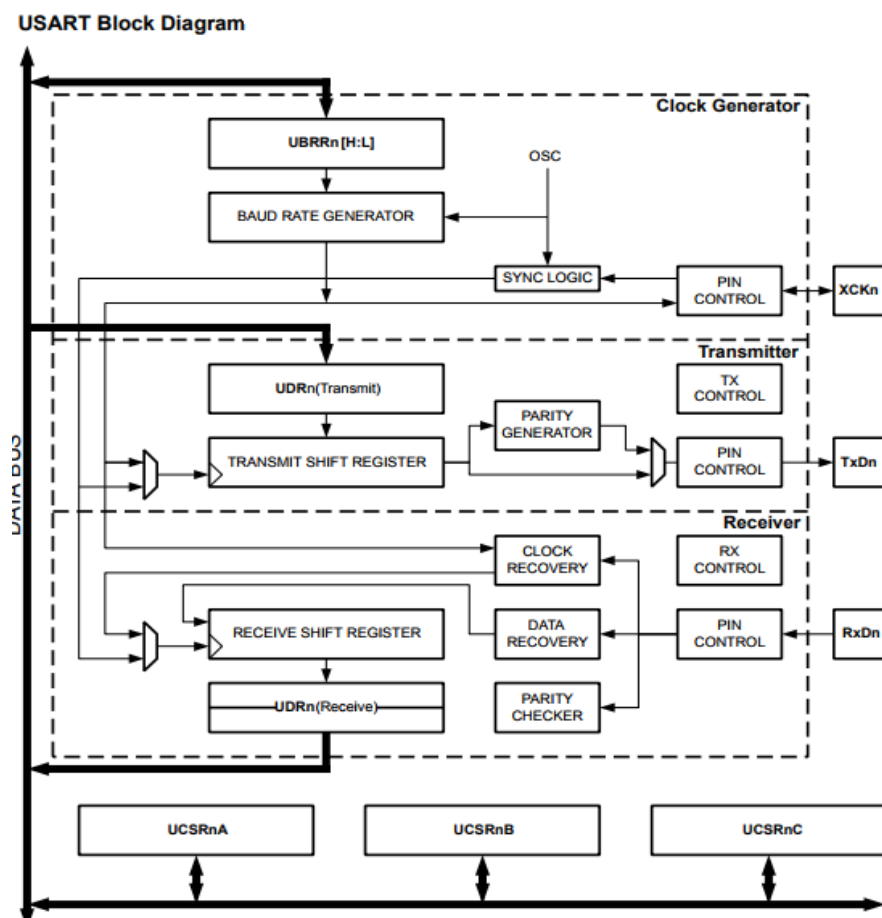 USART Block Diagram
Clock Generator
UBRRn [H:L]
OSC
BAUD RATE GENERATOR
SYNC LOGIC
PIN
CONTROL
XCKn
Transmitter
UDRn(Transmit)
TX
CONTROL
PARITY
GENERATOR
TRANSMIT SHIFT REGISTER
PIN
CONTROL
TxDn
DATA BUS
Receiver
CLOCK
RECOVERY
RX
CONTROL
RECEIVE SHIFT REGISTER
DATA
RECOVERY
PIN
CONTROL
RxDn
UDRn(Receive)
PARITY
CHECKER
UCSRnA
UCSRnB
UCSRnC